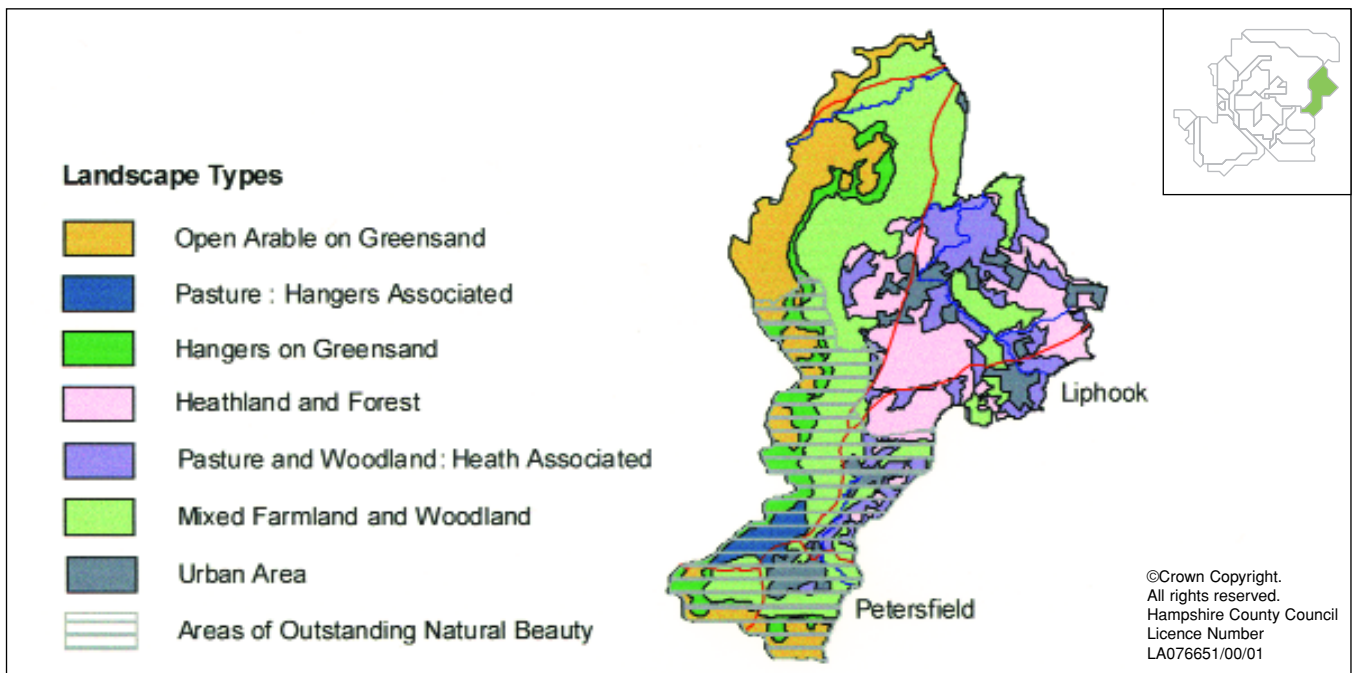 Landscape Types
Open Arable on Greensand
Pasture : Hangers Associated
Hangers on Greensand
Heathland and Forest
Pasture and Woodland : Heath Associated
Mixed Farmland and Woodland
Urban Area
Areas of Outstanding Natural Beauty
Liphook
Petersfield
©Crown Copyright.
All rights reserved.
Hampshire County Council
Licence Number
LA076651/00/01